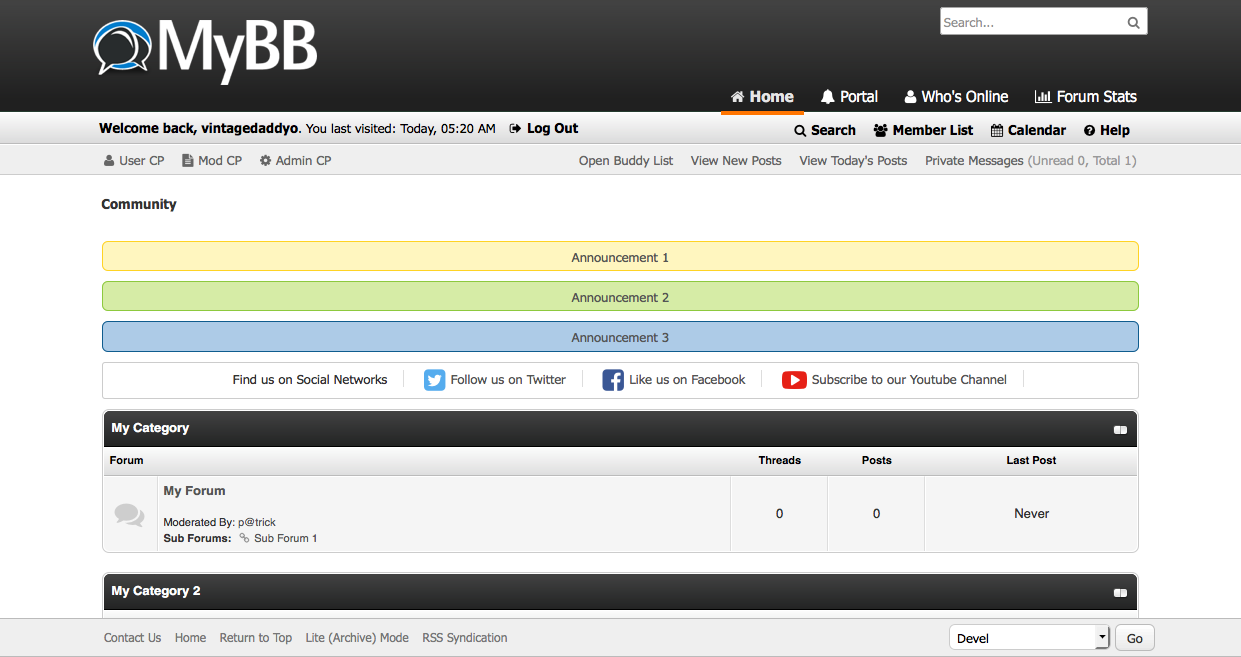 MyBB
Search...
Home Portal Who's Online Forum Stats
Welcome back, vintagedaddyo. You last visited: Today, 05:20 AM Log Out Search Member List Calendar Help
User CP Mod CP Admin CP Open Buddy List View New Posts View Today's Posts Private Messages (Unread 0, Total 1)
Community
Announcement 1
Announcement 2
Announcement 3
Find us on Social Networks Follow us on Twitter Like us on Facebook Subscribe to our Youtube Channel
My Category
Forum Threads Posts Last Post
My Forum
0 0 Never
Moderated By: p@trick
Sub Forums: Sub Forum 1
My Category 2
Contact Us Home Return to Top Lite (Archive) Mode RSS Syndication Devel Go